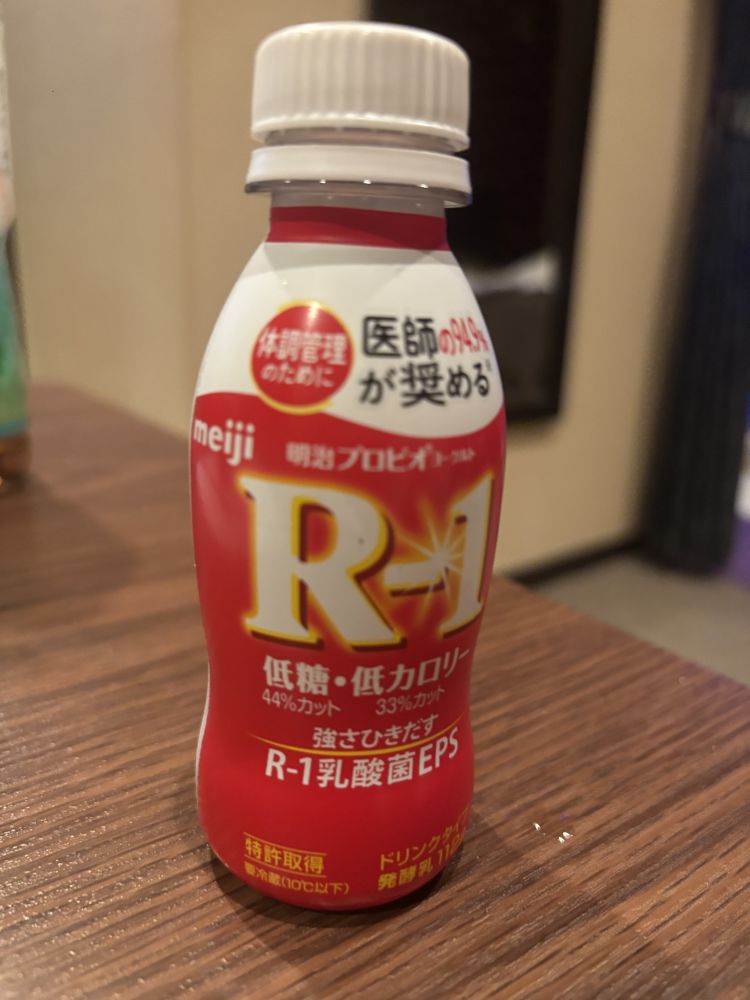 体調管理
のために
医師の94.9%
が奨める※
meiji
明治プロビオヨーグルト
R-1
低糖・低カロリー
44%カット 33%カット
強さひきだす
R-1乳酸菌EPS
特許取得
要冷蔵(10℃以下)
ドリンクタイプ
発酵乳 112